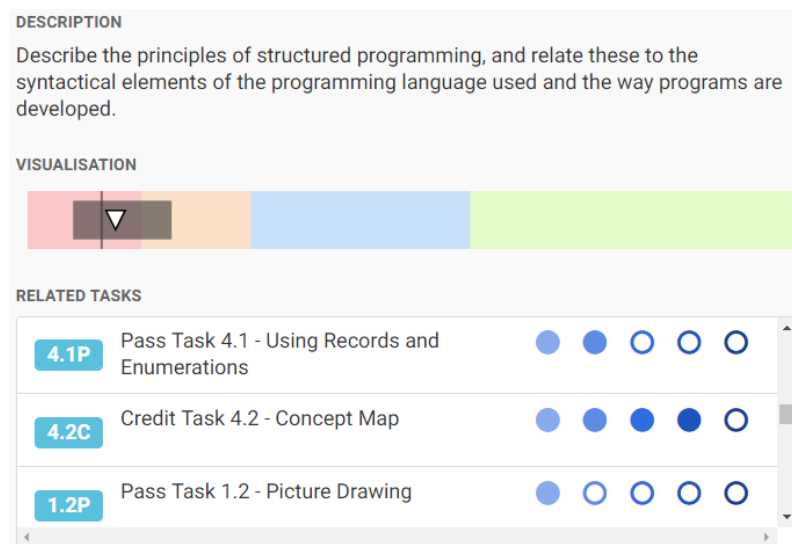 DESCRIPTION
Describe the principles of structured programming, and relate these to the
syntactical elements of the programming language used and the way programs are
developed.
VISUALISATION
RELATED TASKS
4.1P
Pass Task 4.1 - Using Records and
Enumerations
4.2C
Credit Task 4.2 - Concept Map
1.2P
Pass Task 1.2 - Picture Drawing